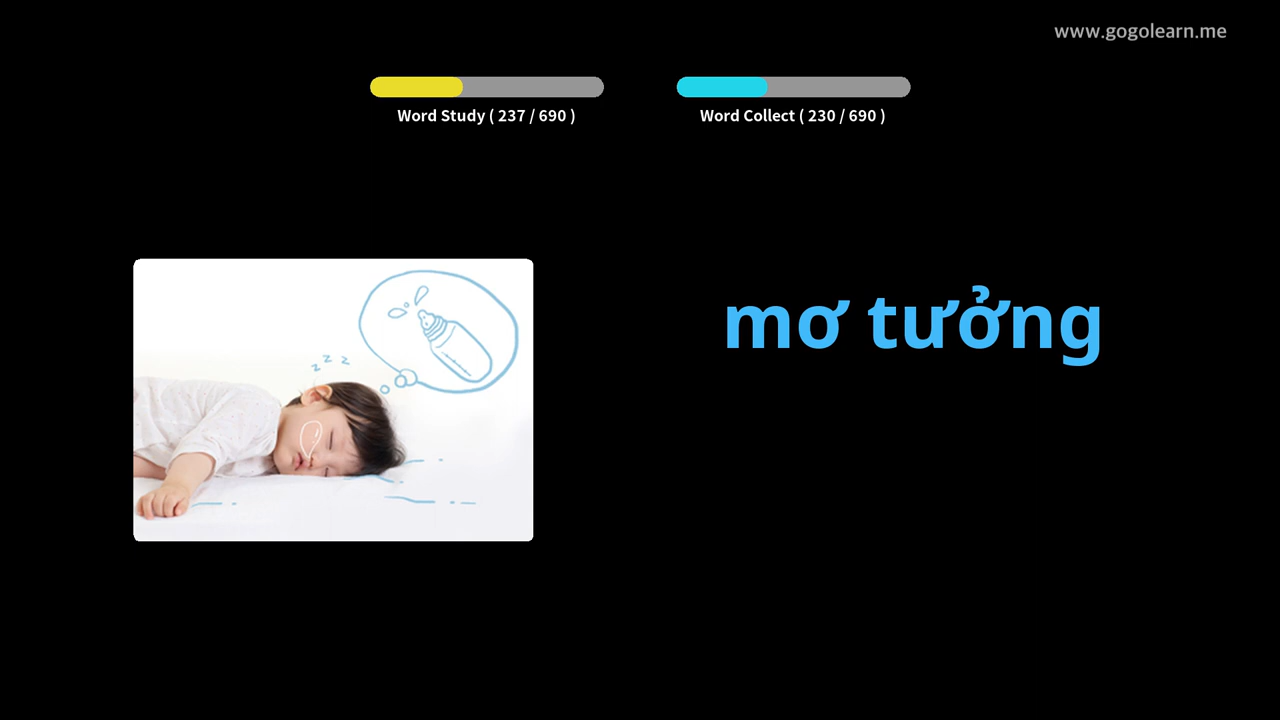 www.gogolearn.me
Word Study ( 237 / 690 )
Word Collect ( 230 / 690 )
z z z
mơ tưởng